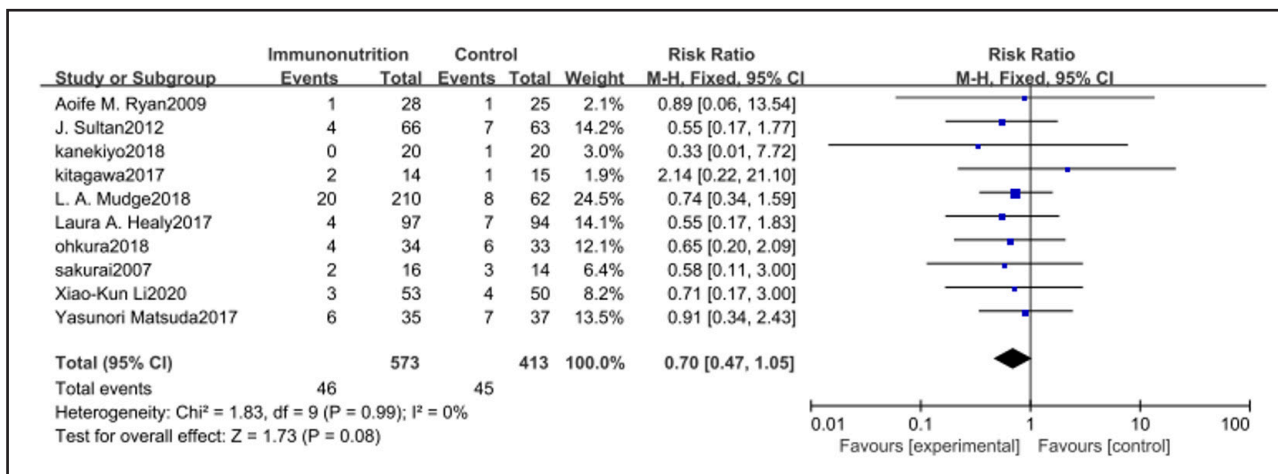 Immunonutrition Control Risk Ratio Risk Ratio
Study or Subgroup Events Total Events Total Weight M-H, Fixed, 95% CI M-H, Fixed, 95% CI
Aoife M. Ryan2009 1 28 1 25 2.1% 0.89 [0.06, 13.54]
J. Sultan2012 4 66 7 63 14.2% 0.55 [0.17, 1.77]
kanekiyo2018 0 20 1 20 3.0% 0.33 [0.01, 7.72]
kitagawa2017 2 14 1 15 1.9% 2.14 [0.22, 21.10]
L. A. Mudge2018 20 210 8 62 24.5% 0.74 [0.34, 1.59]
Laura A. Healy2017 4 97 7 94 14.1% 0.55 [0.17, 1.83]
ohkura2018 4 34 6 33 12.1% 0.65 [0.20, 2.09]
sakurai2007 2 16 3 14 6.4% 0.58 [0.11, 3.00]
Xiao-Kun Li2020 3 53 4 50 8.2% 0.71 [0.17, 3.00]
Yasunori Matsuda2017 6 35 7 37 13.5% 0.91 [0.34, 2.43]
Total (95% CI) 573 413 100.0% 0.70 [0.47, 1.05]
Total events 46 45
Heterogeneity: Chi² = 1.83, df = 9 (P = 0.99); I² = 0%
Test for overall effect: Z = 1.73 (P = 0.08)
0.01 0.1 1 10 100
Favours [experimental] Favours [control]